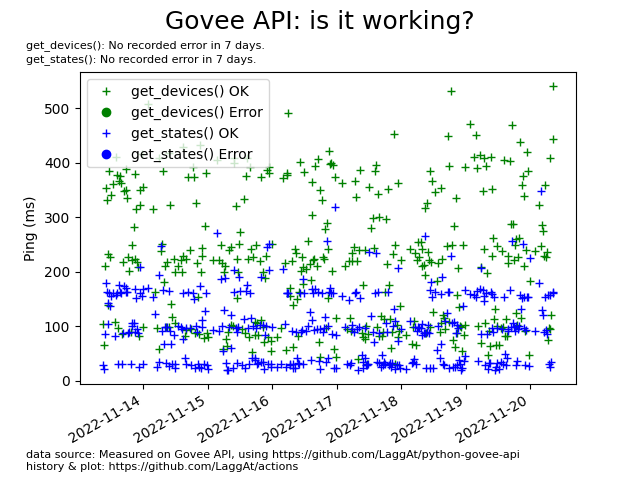 Govee API: is it working?
get_devices(): No recorded error in 7 days.
get_states(): No recorded error in 7 days.
get_devices() OK
get_devices() Error
get_states() OK
get_states() Error
Ping (ms)
500
400
300
200
100
0
2022-11-14
2022-11-15
2022-11-16
2022-11-17
2022-11-18
2022-11-19
2022-11-20
data source: Measured on Govee API, using https://github.com/LaggAt/python-govee-api
history & plot: https://github.com/LaggAt/actions